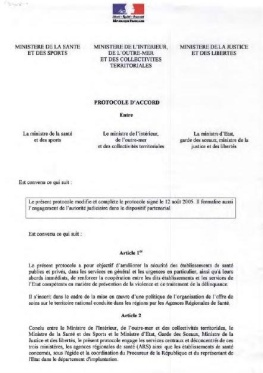 Liberté • Égalité • Fraternité
RÉPUBLIQUE FRANÇAISE
MINISTERE DE LA SANTE
ET DES SPORTS
MINISTERE DE L'INTERIEUR,
DE L'OUTRE-MER
ET DES COLLECTIVITES
TERRITORIALES
MINISTERE DE LA JUSTICE
ET DES LIBERTES
PROTOCOLE D'ACCORD
Entre
La ministre de la santé
et des sports
Le ministre de l'intérieur,
de l'outre-mer
et des collectivités territoriales
La ministre d'Etat,
garde des sceaux, ministre de la
justice et des libertés
Est convenu ce qui suit :
Le présent protocole modifie et complète le protocole signé le 12 août 2005. Il formalise aussi
l'engagement de l'autorité judiciaire dans le dispositif partenarial
Est convenu ce qui suit :
Article 1er
Le présent protocole a pour objectif d'améliorer la sécurité des établissements de santé
publics et privés, dans les services en général et les urgences en particulier, ainsi qu'à leurs
abords immédiats, de renforcer la coopération entre les dits établissements et les services de
l'Etat compétents en matière de prévention de la violence et de traitement de la délinquance
Il s'inscrit dans le cadre de la mise en œuvre d'une politique de l'organisation de l'offre de
soins sur le territoire national conduite dans les régions par les Agences Régionales de Santé.
Article 2
Conclu entre le Ministre de l'Intérieur, de l'outre-mer et des collectivités territoriales, le
Ministre de la Santé et des Sports et le Ministre d'Etat, Garde des Sceaux, Ministre de la
Justice et des libertés, le présent protocole engage les services centraux et déconcentrés de ces
trois ministères, les agences régionales de santé (ARS) ainsi que les établissements de santé
concernés, sous l'égide et la coordination du Procureur de la République et du représentant de
l'Etat dans le département d'implantation.